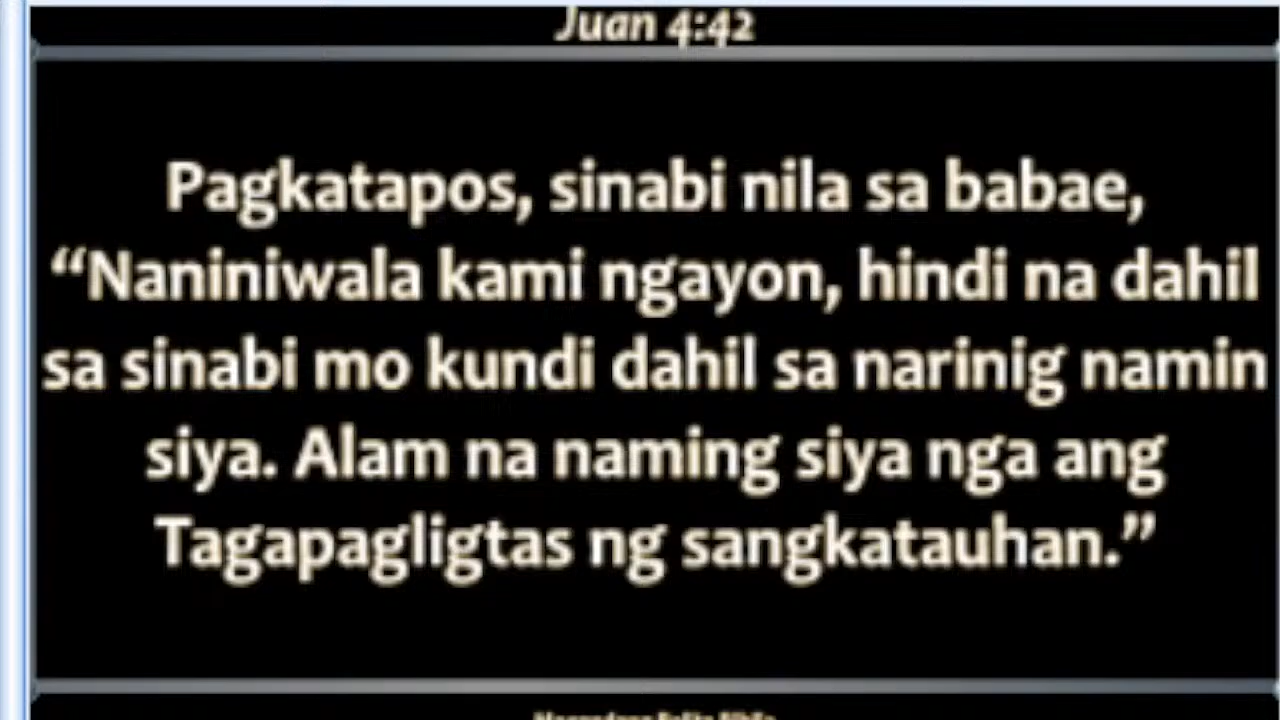 Juan 4:42
Pagkatapos, sinabi nila sa babae,
“Naniniwala kami ngayon, hindi na dahil
sa sinabi mo kundi dahil sa narinig namin
siya. Alam na naming siya nga ang
Tagapagligtas ng sangkatauhan.”